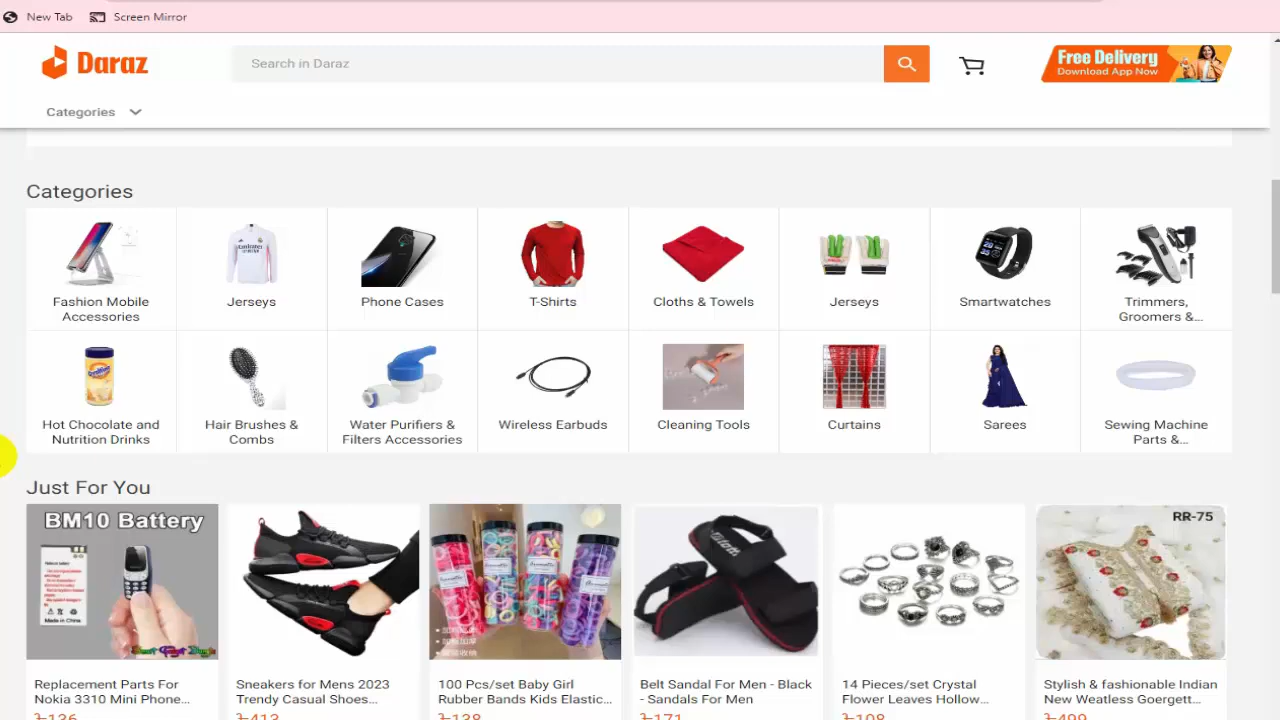 New Tab
Screen Mirror
Daraz
Search in Daraz
Free Delivery
Download App Now
Categories
Categories
Fashion Mobile
Accessories
Jerseys
Phone Cases
T-Shirts
Cloths & Towels
Jerseys
Smartwatches
Trimmers,
Groomers &...
Hot Chocolate and
Nutrition Drinks
Hair Brushes &
Combs
Water Purifiers &
Filters Accessories
Wireless Earbuds
Cleaning Tools
Curtains
Sarees
Sewing Machine
Parts &...
Just For You
BM10 Battery
Made in China
RR-75
Replacement Parts For
Nokia 3310 Mini Phone...
Sneakers for Mens 2023
Trendy Casual Shoes...
100 Pcs/set Baby Girl
Rubber Bands Kids Elastic...
Belt Sandal For Men - Black
- Sandals For Men
14 Pieces/set Crystal
Flower Leaves Hollow...
Stylish & fashionable Indian
New Weatless Goergett...